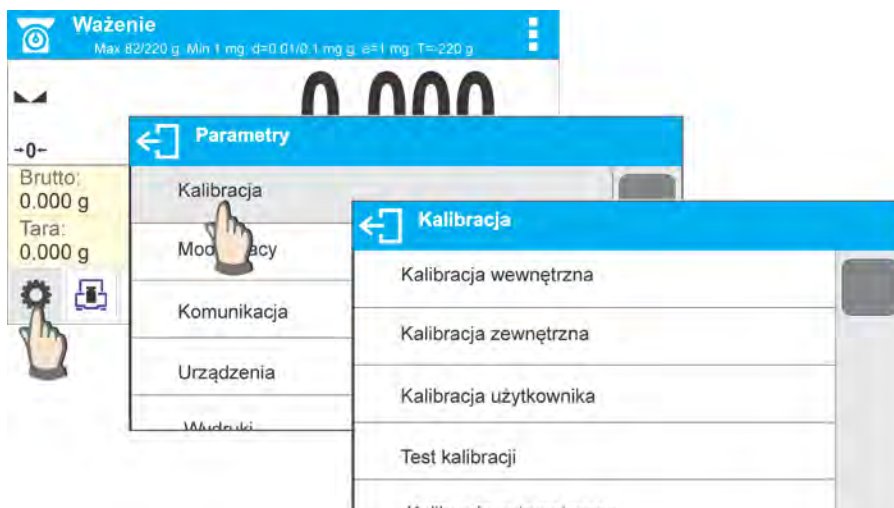 Ważenie
Max 82/220 g Min 1 mg d=0.01/0.1 mg g e=1 mg T=-220 g
0.000
→0←
Brutto:
0.000 g
Tara:
0.000 g
Parametry
Kalibracja
Komunikacja
Urządzenia
Wydruki
Kalibracja
Kalibracja wewnętrzna
Kalibracja zewnętrzna
Kalibracja użytkownika
Test kalibracji